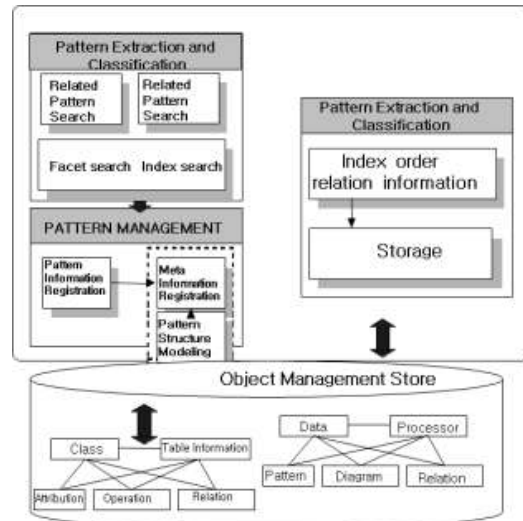 Pattern Extraction and
Classification
Related
Pattern
Search
Related
Pattern
Search
Facet search Index search
PATTERN MANAGEMENT
Pattern
Information
Registration
Meta
Information
Registration
Pattern
Structure
Modeling
Pattern Extraction and
Classification
Index order
relation information
Storage
Object Management Store
Class
Table Information
Attribution
Operation
Relation
Data
Processor
Pattern
Diagram
Relation